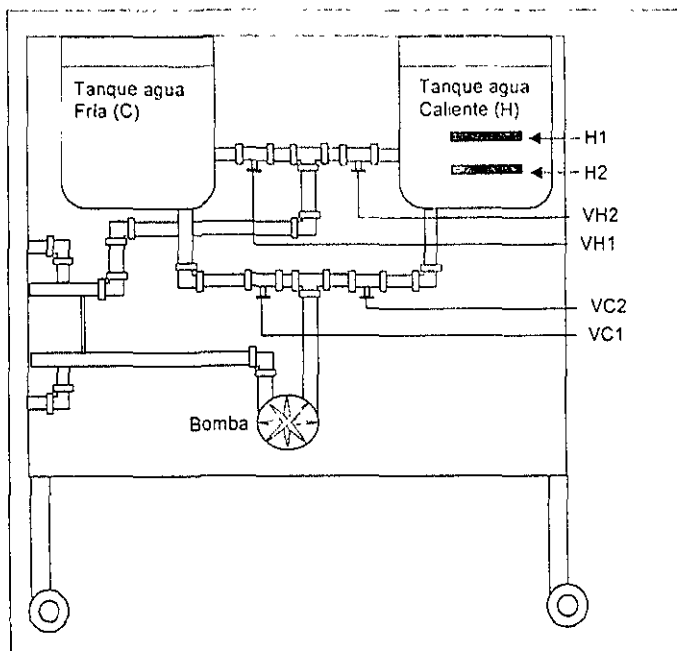 Tanque agua
Fria (C)
Tanque agua
Caliente (H)
H1
H2
VH2
VH1
VC2
VC1
Bomba